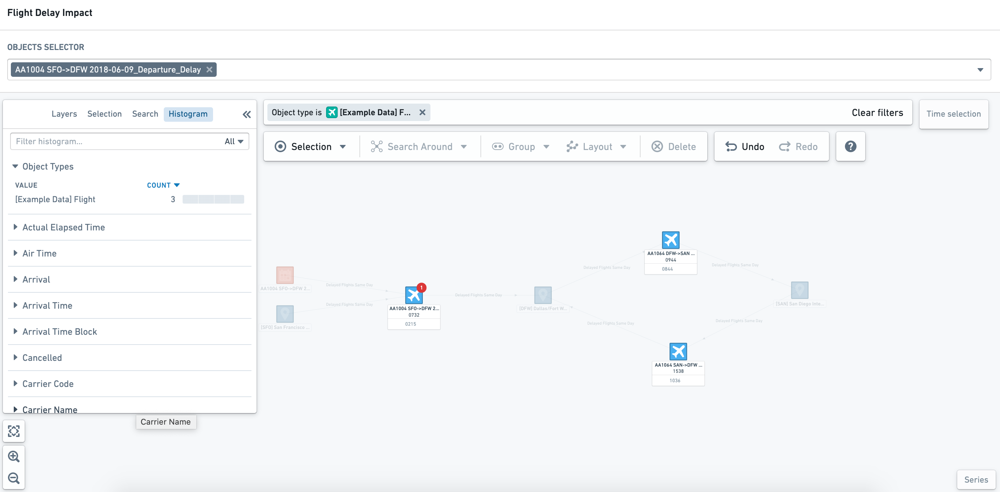 Flight Delay Impact
OBJECTS SELECTOR
AA1004 SFO->DFW 2018-06-09_Departure_Delay
Layers Selection Search Histogram
Object type is [Example Data] F...
Clear filters
Time selection
Filter histogram... All
Selection Search Around Group Layout Delete Undo Redo ?
Object Types
VALUE COUNT
[Example Data] Flight 3
Actual Elapsed Time
Air Time
Arrival
Arrival Time
Arrival Time Block
Cancelled
Carrier Code
Carrier Name
Carrier Name
AA1004 SFO->DFW 2...
[SFO] San Francisco ...
Delayed Flights Same Day
Delayed Flights Same Day
1
AA1004 SFO->DFW 2...
0732
0215
Delayed Flights Same Day
[DFW] Dallas/Fort W...
Delayed Flights Same Day
AA1064 DFW->SAN ...
0944
0844
Delayed Flights Same Day
[SAN] San Diego Inte...
Delayed Flights Same Day
Delayed Flights Same Day
AA1064 SAN->DFW ...
1538
1036
Series